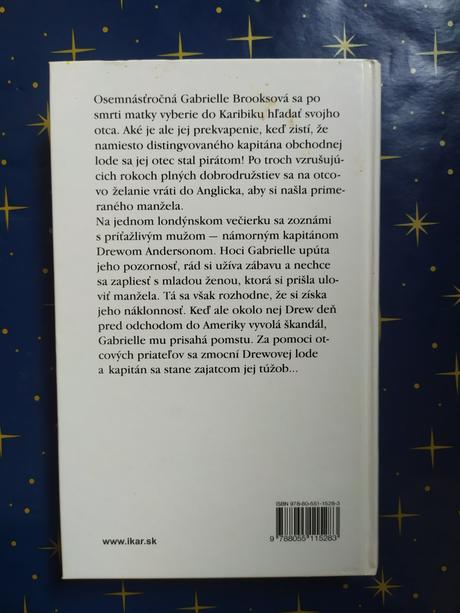 Osemnásťročná Gabrielle Brooksová sa po
smrti matky vyberie do Karibiku hľadať svojho
otca. Aké je ale jej prekvapenie, keď zistí, že
namiesto distingvovaného kapitána obchodnej
lode sa jej otec stal pirátom! Po troch vzrušujú-
cich rokoch plných dobrodružstiev sa na otco-
vo želanie vráti do Anglicka, aby si našla prime-
raného manžela.
Na jednom londýnskom večierku sa zoznámi
s príťažlivým mužom — námorným kapitánom
Drewom Andersonom. Hoci Gabrielle upúta
jeho pozornosť, rád si užíva zábavu a nechce
sa zapliesť s mladou ženou, ktorá si prišla ulo-
viť manžela. Tá sa však rozhodne, že si získa
jeho náklonnosť. Keď ale okolo nej Drew deň
pred odchodom do Ameriky vyvolá škandál,
Gabrielle mu prisahá pomstu. Za pomoci ot-
cových priateľov sa zmocní Drewovej lode
a kapitán sa stane zajatcom jej túžob...
ISBN 978-80-551-1528-3
9 788055 115283
www.ikar.sk